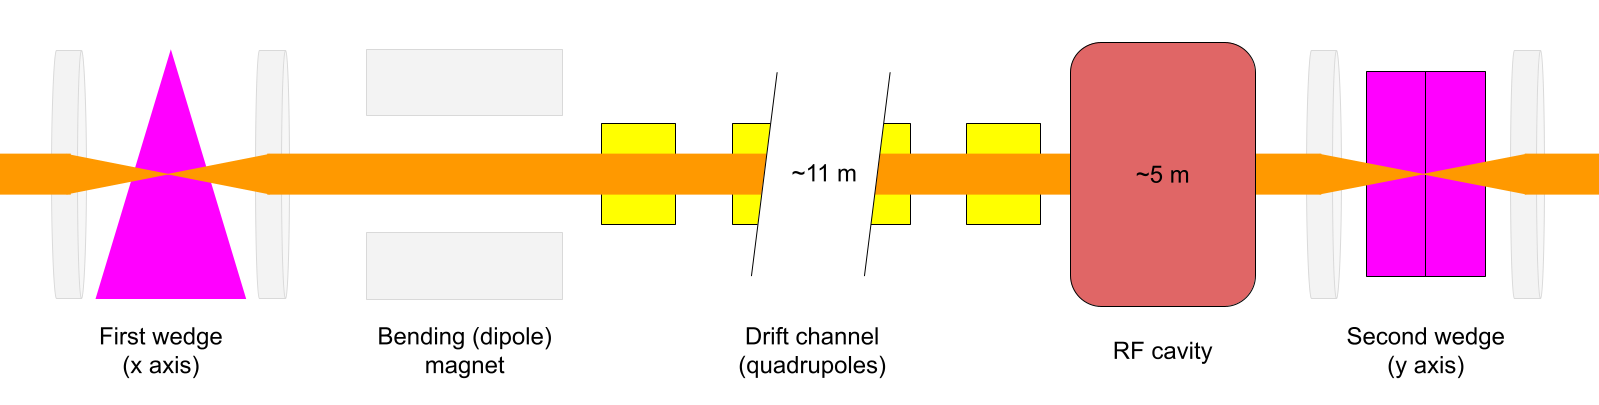 ~11 m
~5 m
First wedge
(x axis)
Bending (dipole)
magnet
Drift channel
(quadrupoles)
RF cavity
Second wedge
(y axis)